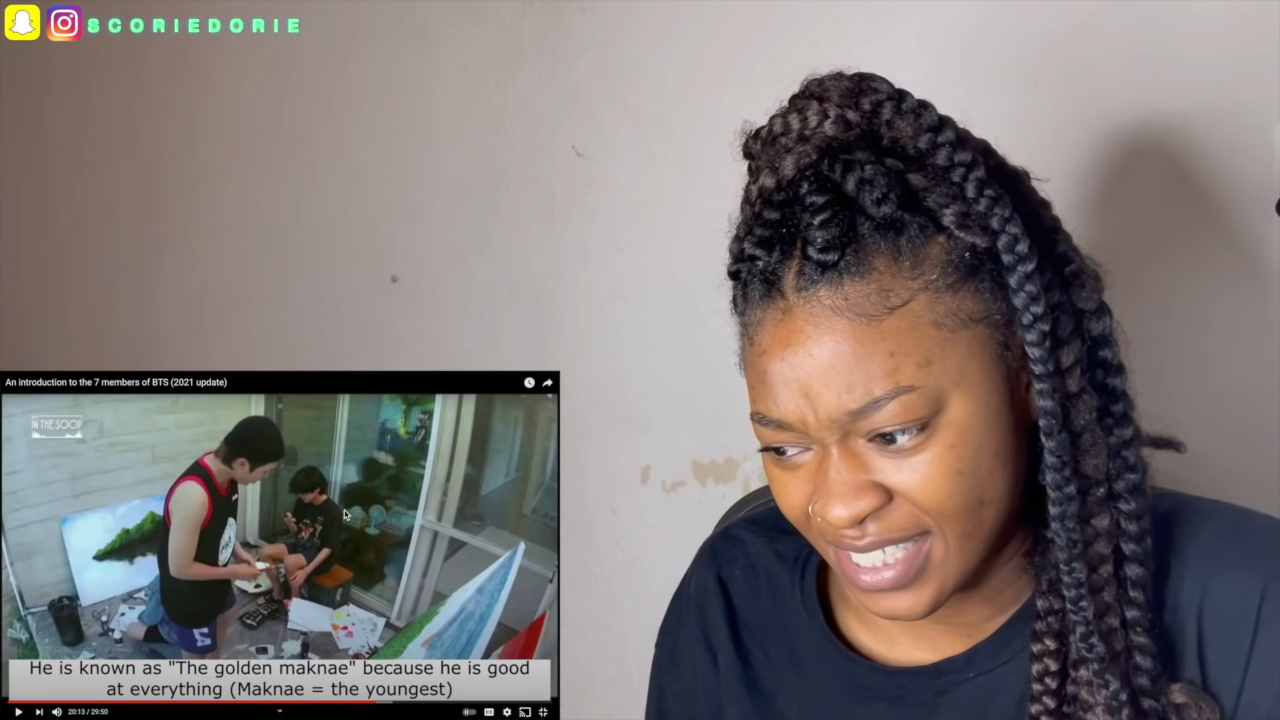 SCORIEDORIE
An introduction to the 7 members of BTS (2021 update)
IN THE SOOP
He is known as "The golden maknae" because he is good
at everything (Maknae = the youngest)
20:13 / 29:50